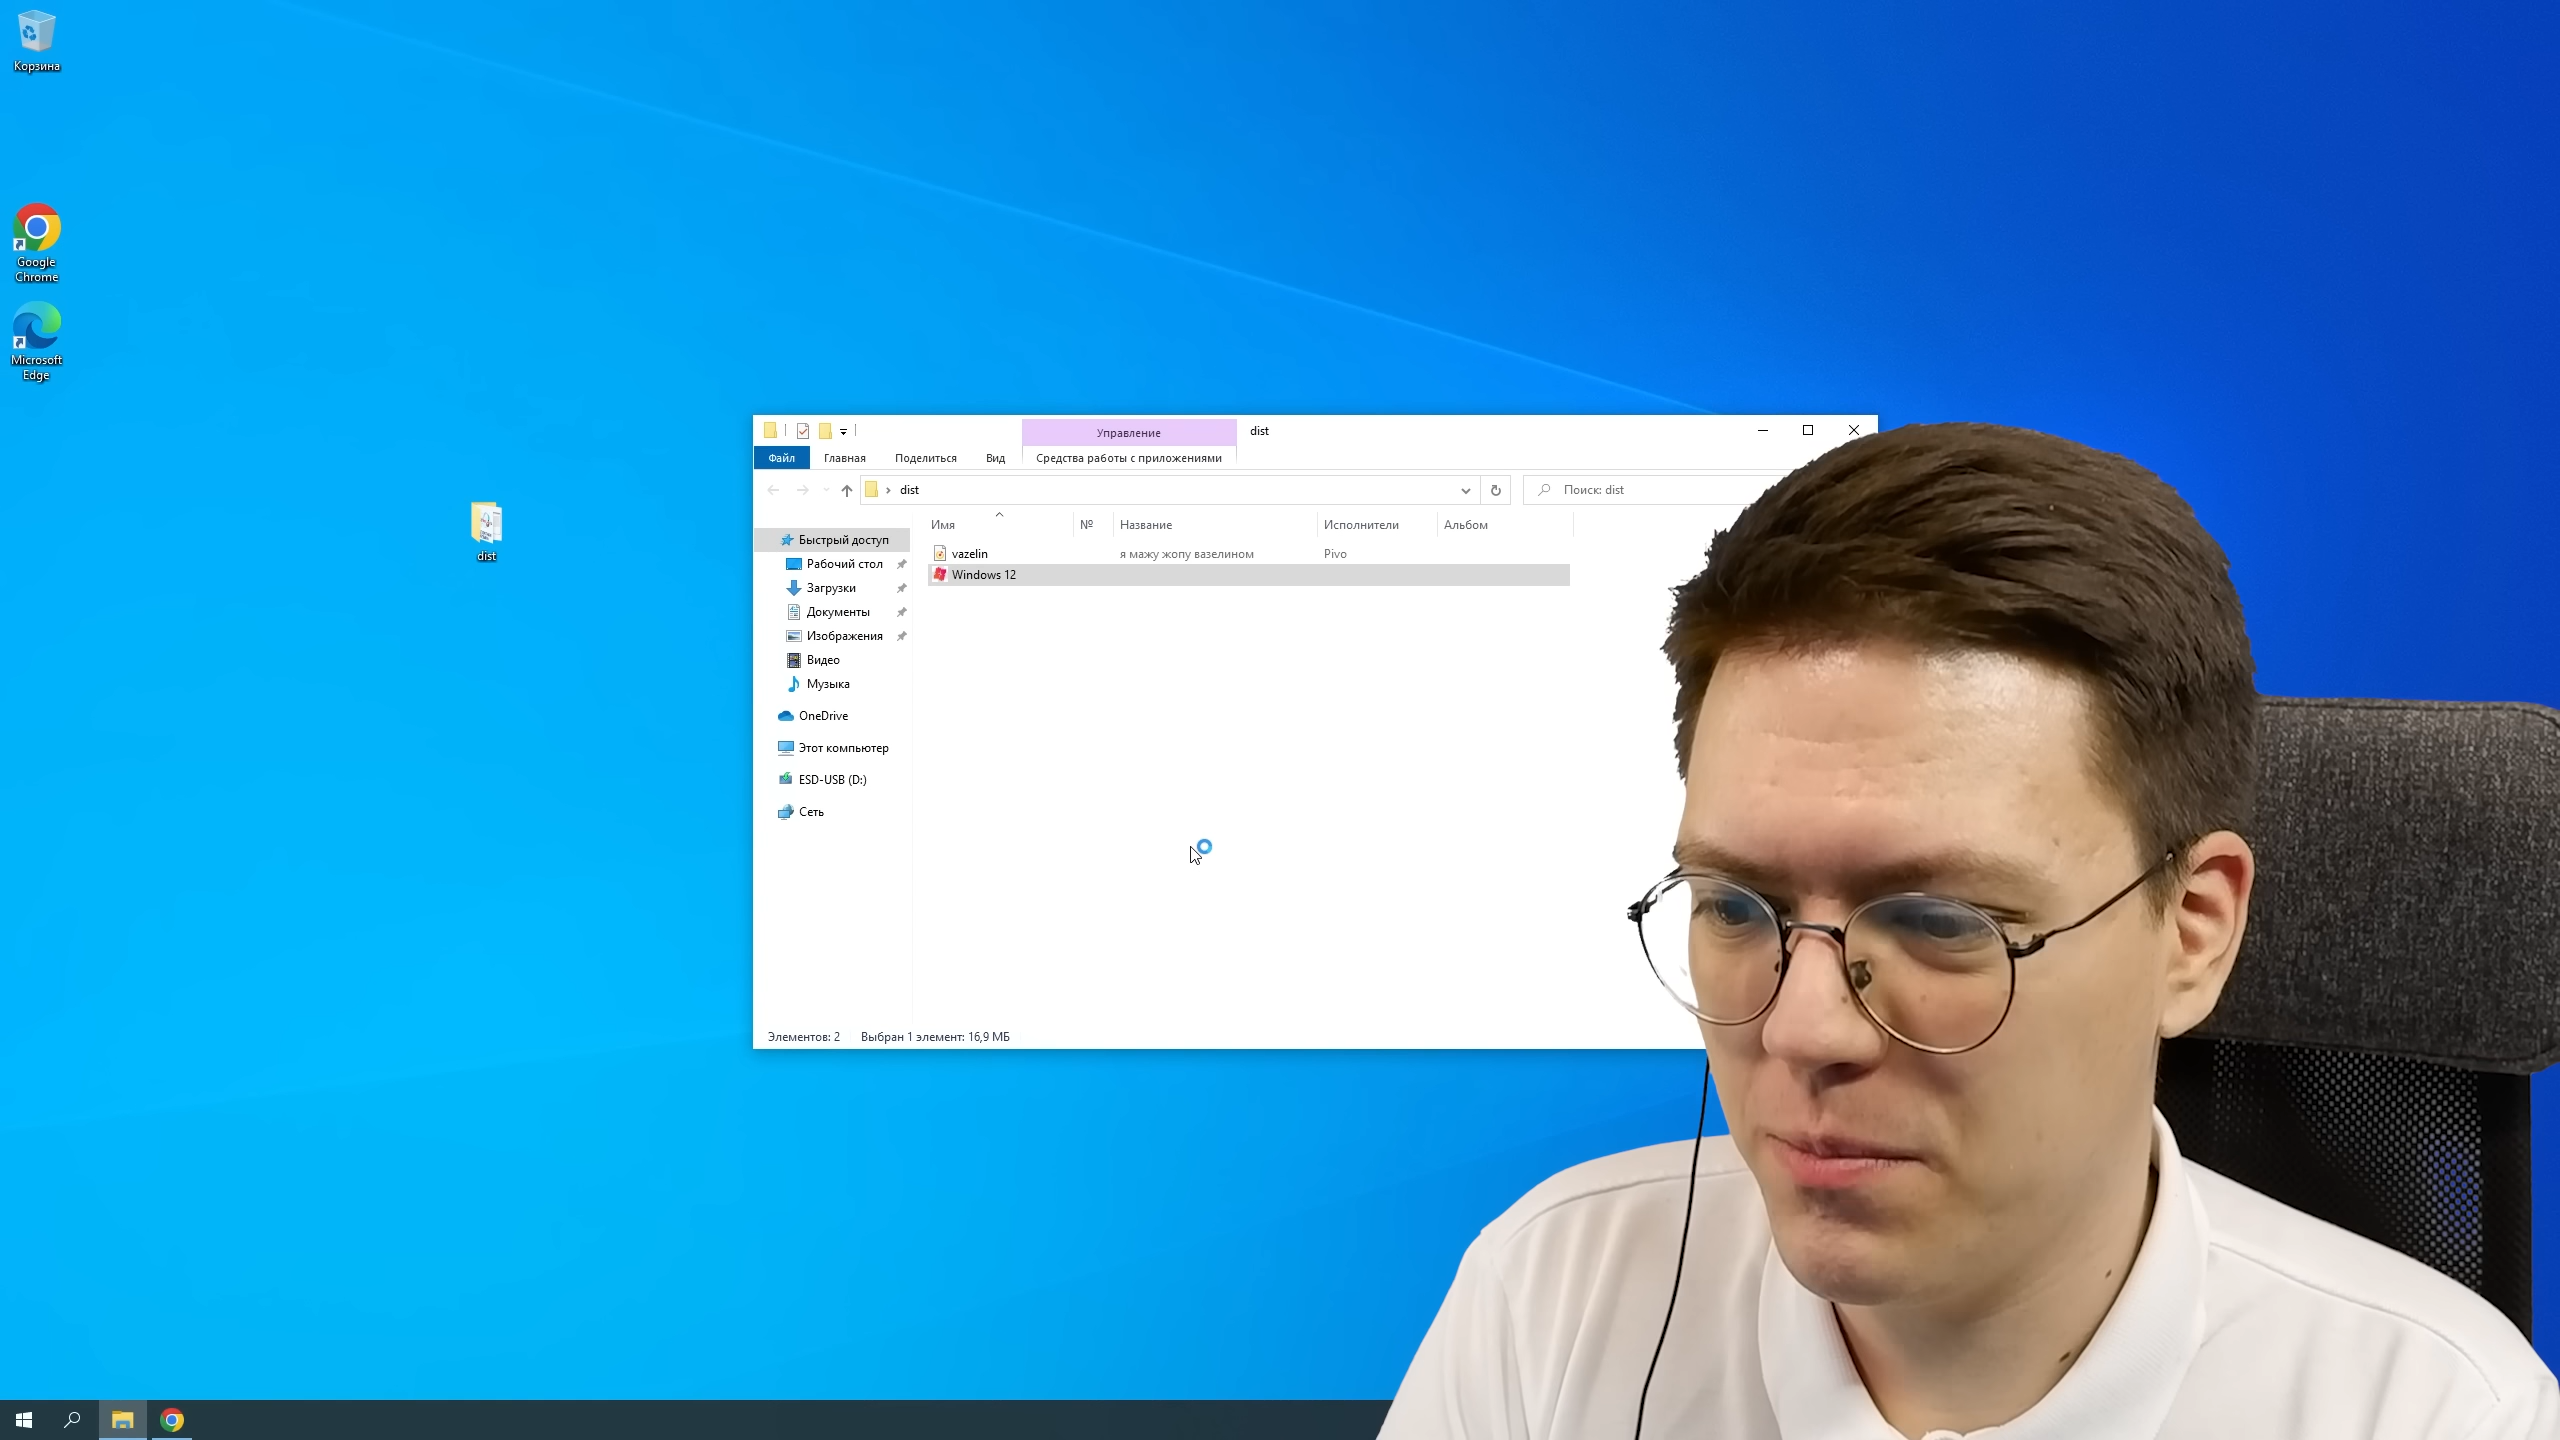 Корзина
Google
Chrome
Microsoft
Edge
dist
Управление
dist
Файл
Главная
Поделиться
Вид
Средства работы с приложениями
dist
Поиск: dist
Имя
№
Название
Исполнители
Альбом
vazelin
я мажу жопу вазелином
Pivo
Windows 12
Быстрый доступ
Рабочий стол
Загрузки
Документы
Изображения
Видео
Музыка
OneDrive
Этот компьютер
ESD-USB (D:)
Сеть
Элементов: 2
Выбран 1 элемент: 16,9 МБ